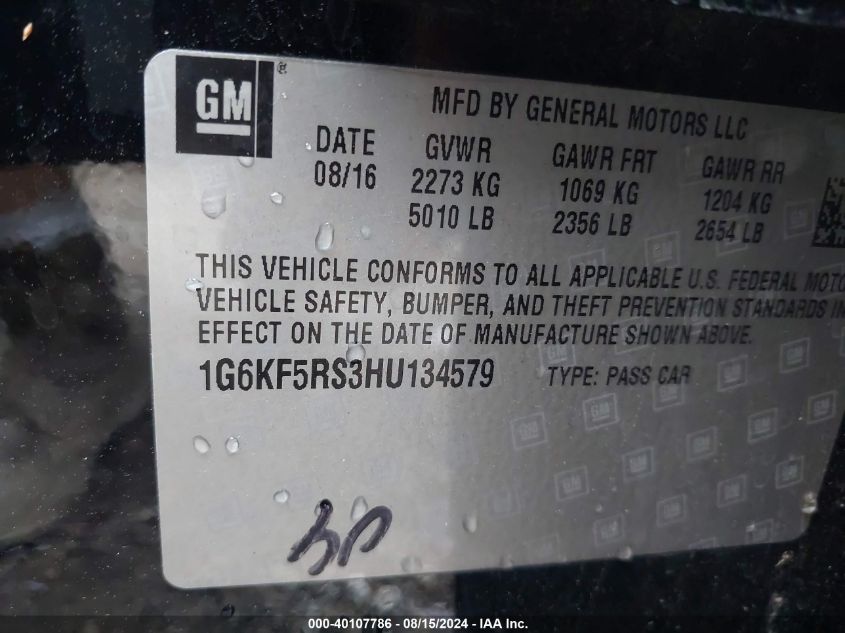 GM ®
MFD BY GENERAL MOTORS LLC
DATE GVWR GAWR FRT GAWR RR
08/16 2273 KG 1069 KG 1204 KG
5010 LB 2356 LB 2654 LB
THIS VEHICLE CONFORMS TO ALL APPLICABLE U.S. FEDERAL MOTO
VEHICLE SAFETY, BUMPER, AND THEFT PREVENTION STANDARDS IN
EFFECT ON THE DATE OF MANUFACTURE SHOWN ABOVE.
1G6KF5RS3HU134579 TYPE: PASS CAR
000-40107786 - 08/15/2024 - IAA Inc.